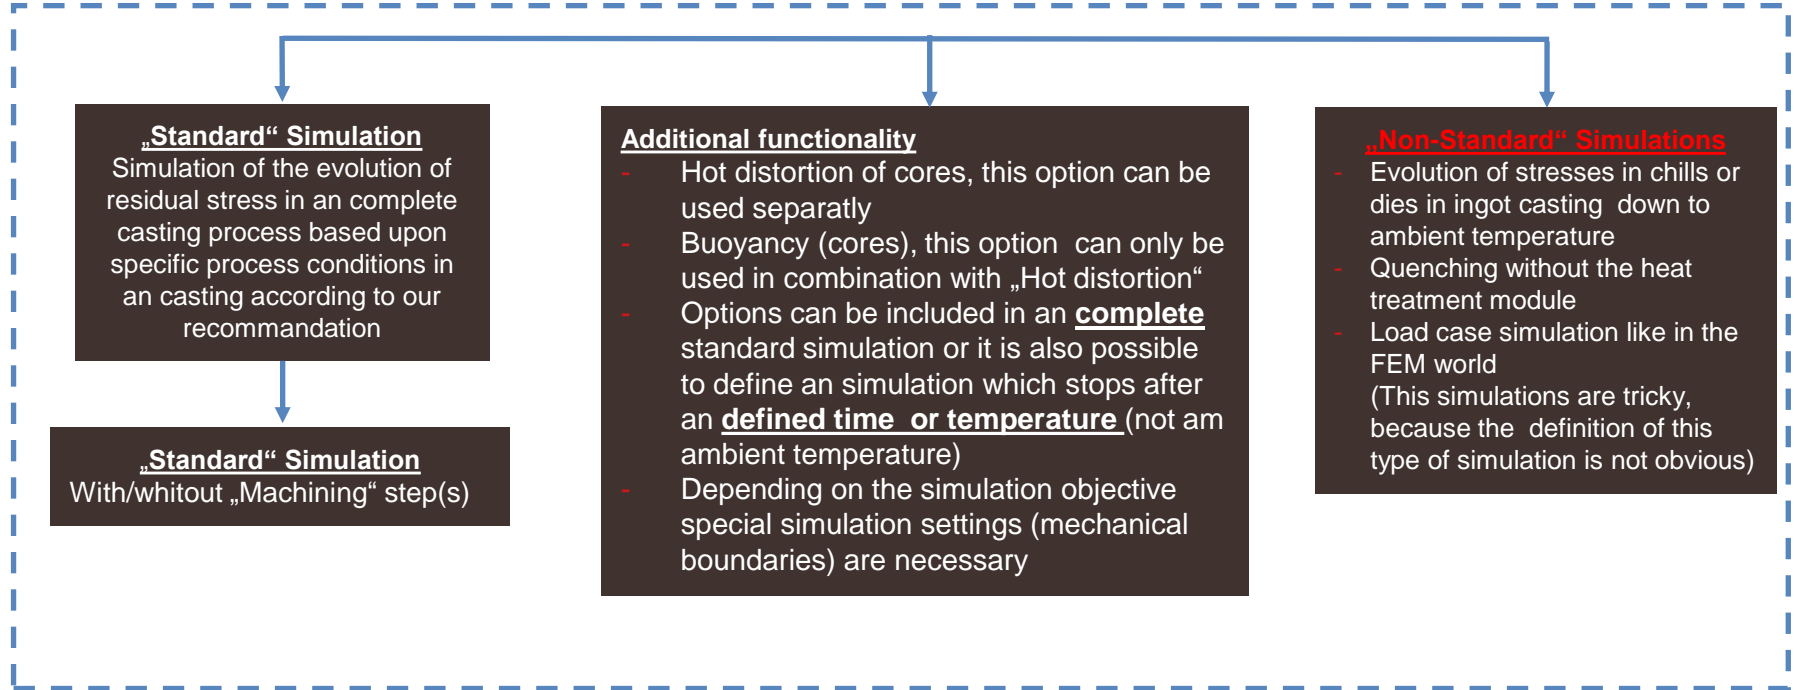 „Standard“ Simulation
Simulation of the evolution of
residual stress in an complete
casting process based upon
specific process conditions in
an casting according to our
recommandation
„Standard“ Simulation
With/whitout „Machining“ step(s)
Additional functionality
- Hot distortion of cores, this option can be
used separatly
- Buoyancy (cores), this option can only be
used in combination with „Hot distortion“
- Options can be included in an complete
standard simulation or it is also possible
to define an simulation which stops after
an defined time or temperature (not am
ambient temperature)
- Depending on the simulation objective
special simulation settings (mechanical
boundaries) are necessary
„Non-Standard“ Simulations
- Evolution of stresses in chills or
dies in ingot casting down to
ambient temperature
- Quenching without the heat
treatment module
- Load case simulation like in the
FEM world
(This simulations are tricky,
because the definition of this
type of simulation is not obvious)